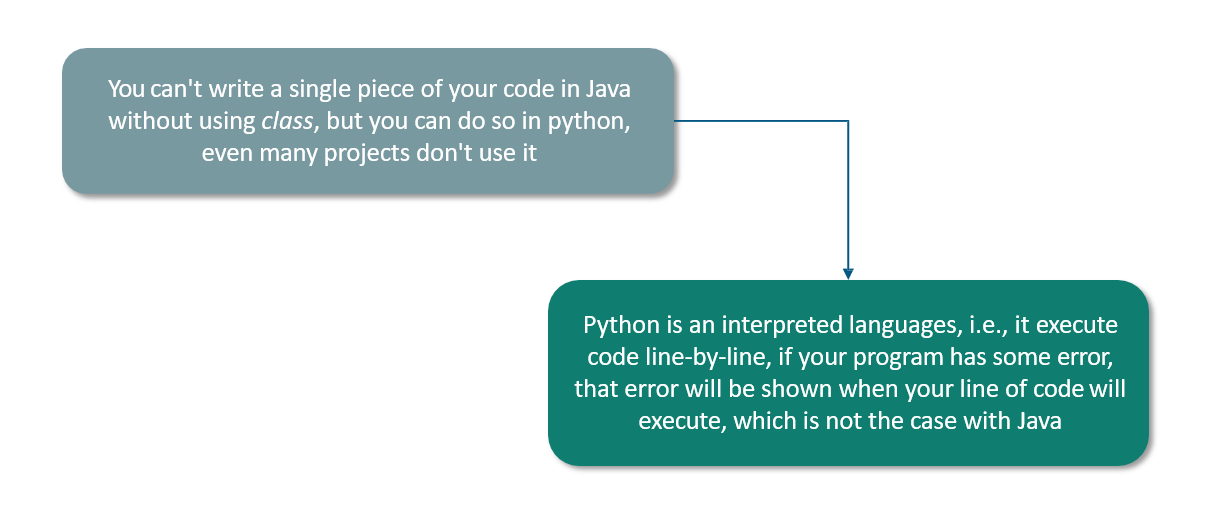 You can't write a single piece of your code in Java
without using class, but you can do so in python,
even many projects don't use it
Python is an interpreted languages, i.e., it execute
code line-by-line, if your program has some error,
that error will be shown when your line of code will
execute, which is not the case with Java